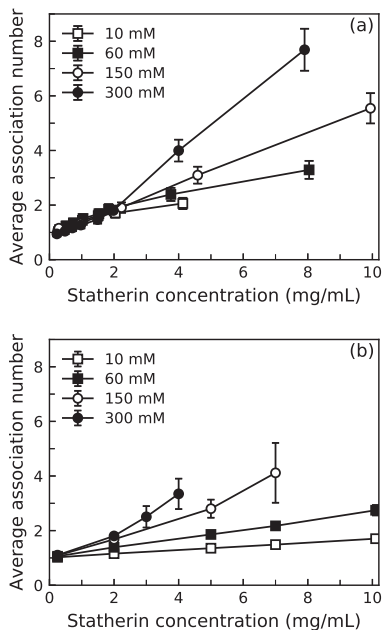 (a)
10 mM
60 mM
150 mM
300 mM
Average association number
8
6
4
2
0
0 2 4 6 8 10
Statherin concentration (mg/mL)
(b)
10 mM
60 mM
150 mM
300 mM
Average association number
8
6
4
2
0
0 2 4 6 8 10
Statherin concentration (mg/mL)